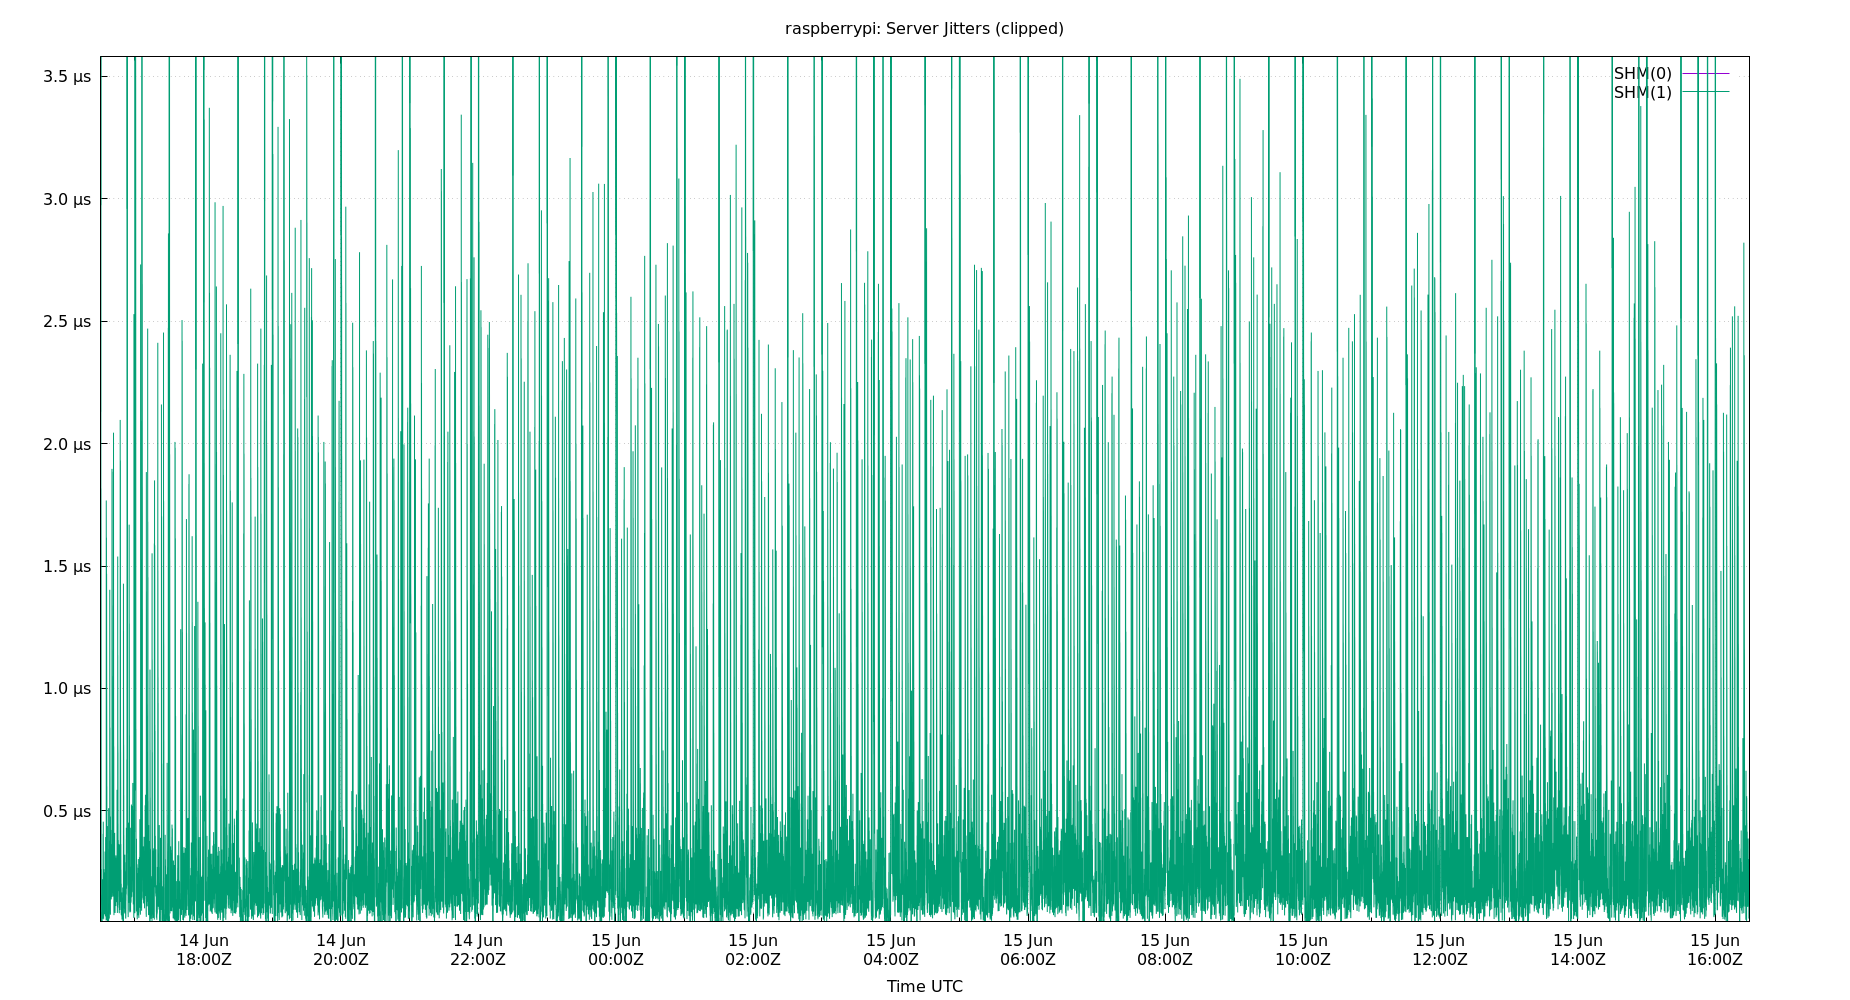 raspberrypi: Server Jitters (clipped)
3.5 µs
3.0 µs
2.5 µs
2.0 µs
1.5 µs
1.0 µs
0.5 µs
SHM(0)
SHM(1)
14 Jun 14 Jun 14 Jun 15 Jun 15 Jun 15 Jun 15 Jun 15 Jun 15 Jun 15 Jun 15 Jun 15 Jun
18:00Z 20:00Z 22:00Z 00:00Z 02:00Z 04:00Z 06:00Z 08:00Z 10:00Z 12:00Z 14:00Z 16:00Z
Time UTC